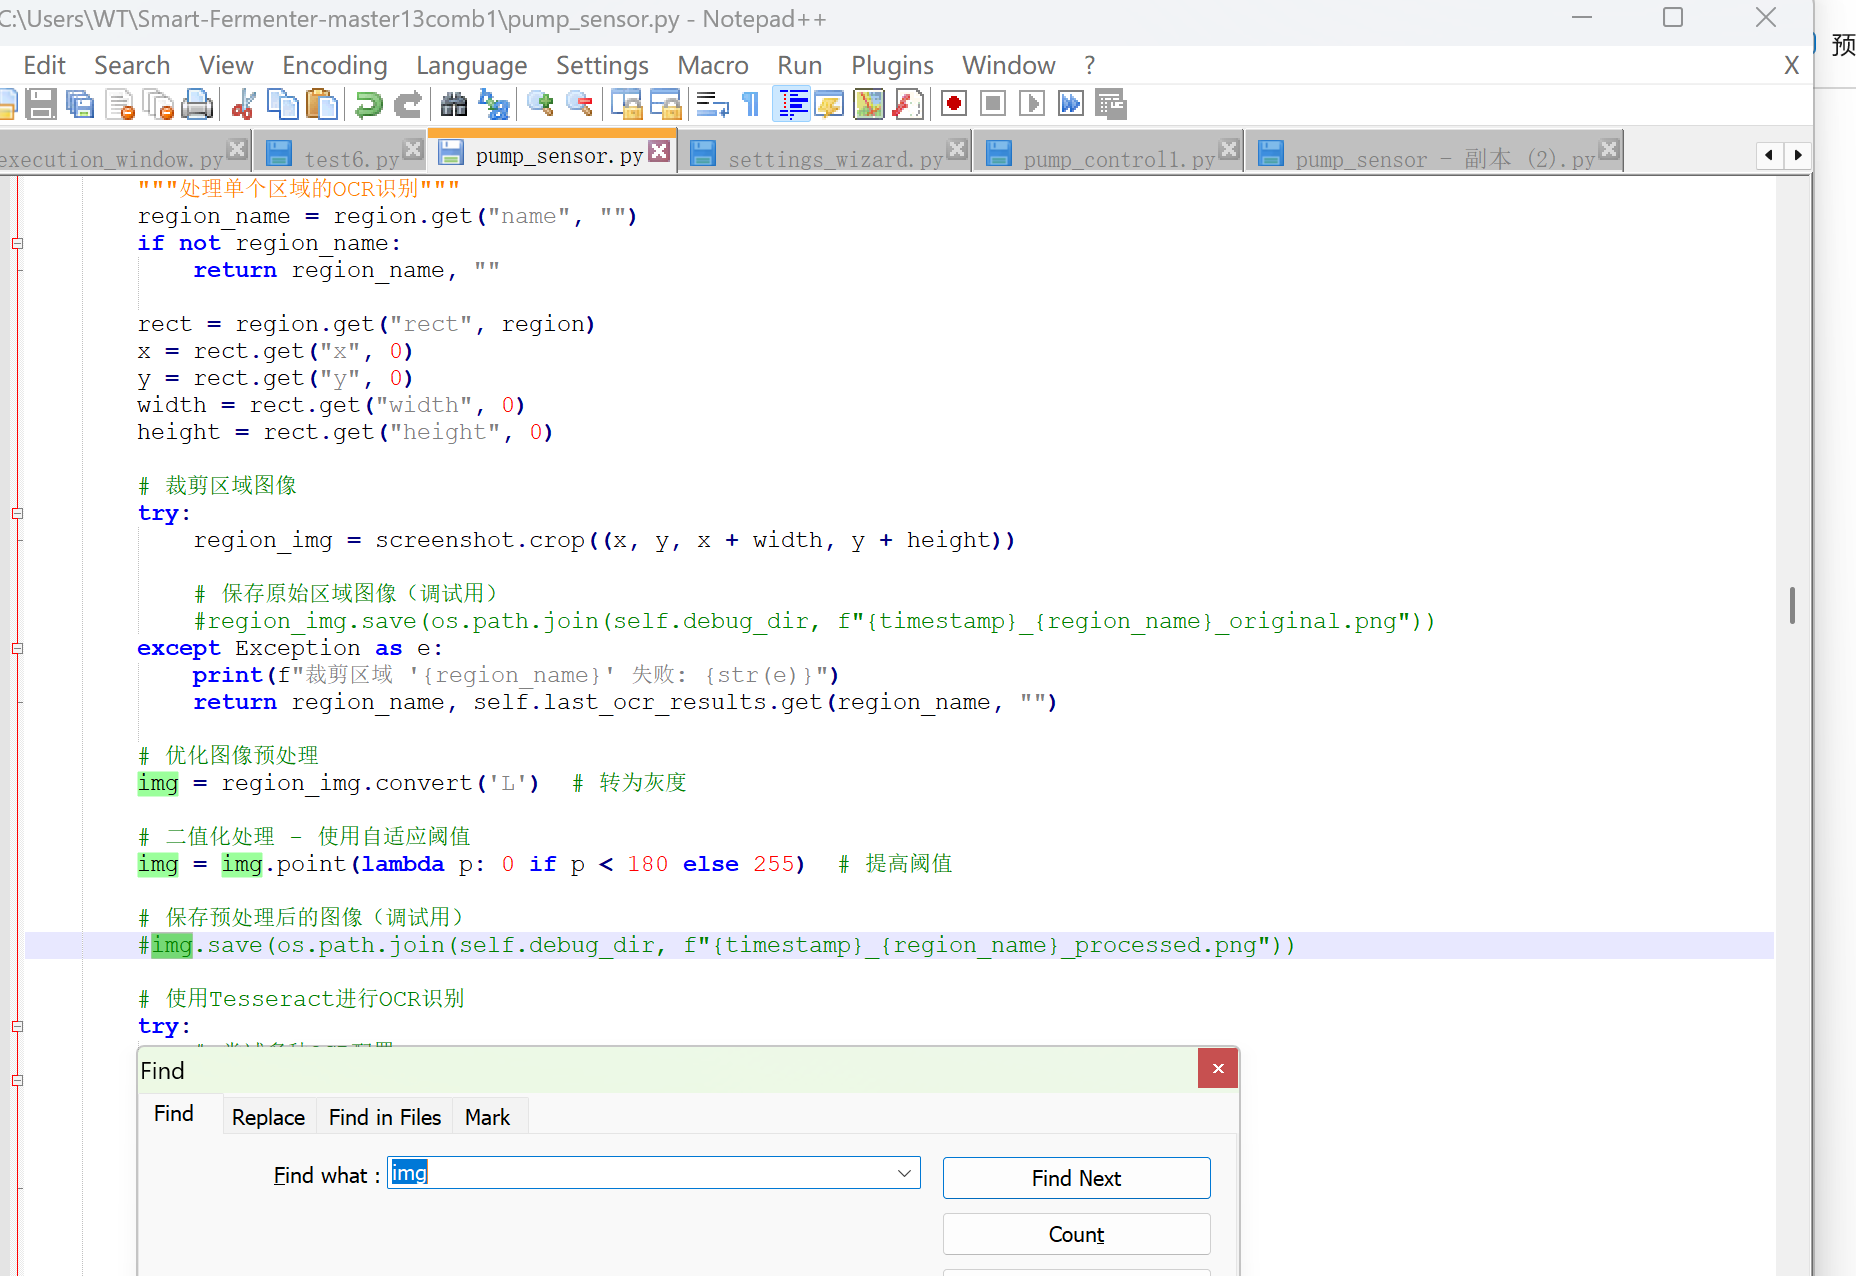 C:\Users\WT\Smart-Fermenter-master13comb1\pump_sensor.py - Notepad++
预
Edit Search View Encoding Language Settings Macro Run Plugins Window ? X
execution_window.py test6.py pump_sensor.py settings_wizard.py pump_control1.py pump_sensor - 副本 (2).py
"""处理单个区域的OCR识别"""
region_name = region.get("name", "")
if not region_name:
return region_name, ""
rect = region.get("rect", region)
x = rect.get("x", 0)
y = rect.get("y", 0)
width = rect.get("width", 0)
height = rect.get("height", 0)
# 裁剪区域图像
try:
region_img = screenshot.crop((x, y, x + width, y + height))
# 保存原始区域图像（调试用）
#region_img.save(os.path.join(self.debug_dir, f"{timestamp}_{region_name}_original.png"))
except Exception as e:
print(f"裁剪区域 '{region_name}' 失败: {str(e)}")
return region_name, self.last_ocr_results.get(region_name, "")
# 优化图像预处理
img = region_img.convert('L')  # 转为灰度
# 二值化处理 - 使用自适应阈值
img = img.point(lambda p: 0 if p < 180 else 255)  # 提高阈值
# 保存预处理后的图像（调试用）
#img.save(os.path.join(self.debug_dir, f"{timestamp}_{region_name}_processed.png"))
# 使用Tesseract进行OCR识别
try:
Find
Find Replace Find in Files Mark
Find what : img Find Next
Count